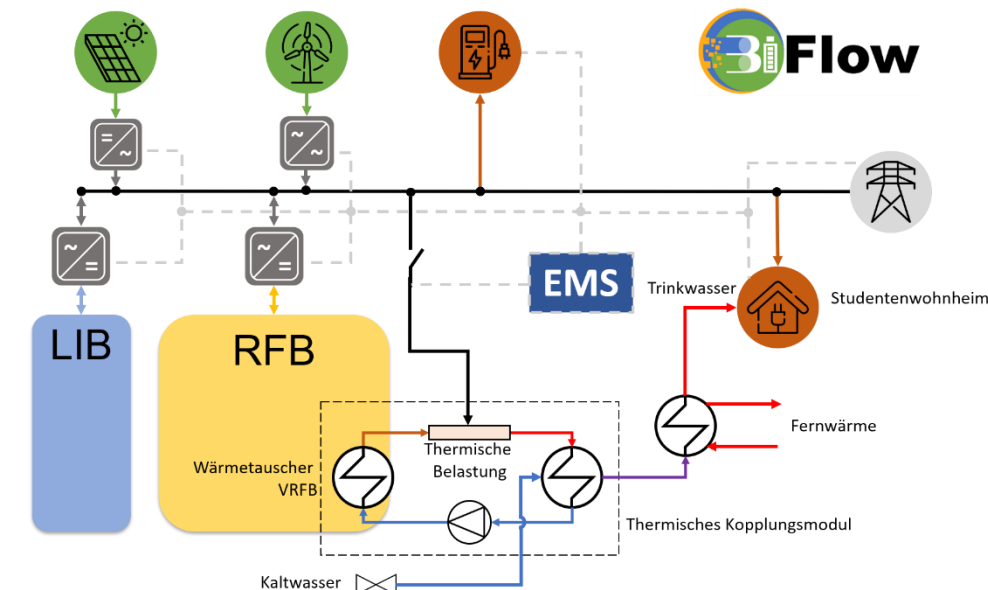 BiFlow
EMS
Trinkwasser
Studentenwohnheim
LIB
RFB
Fernwärme
Thermische
Belastung
Wärmetauscher
VRFB
Thermisches Kopplungsmodul
Kaltwasser